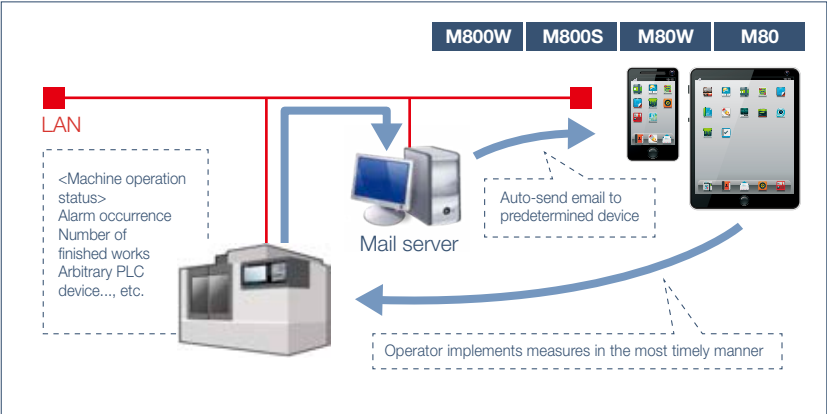 M800W M800S M80W M80
LAN
<Machine operation
status>
Alarm occurrence
Number of
finished works
Arbitrary PLC
device..., etc.
Mail server
Auto-send email to
predetermined device
Operator implements measures in the most timely manner